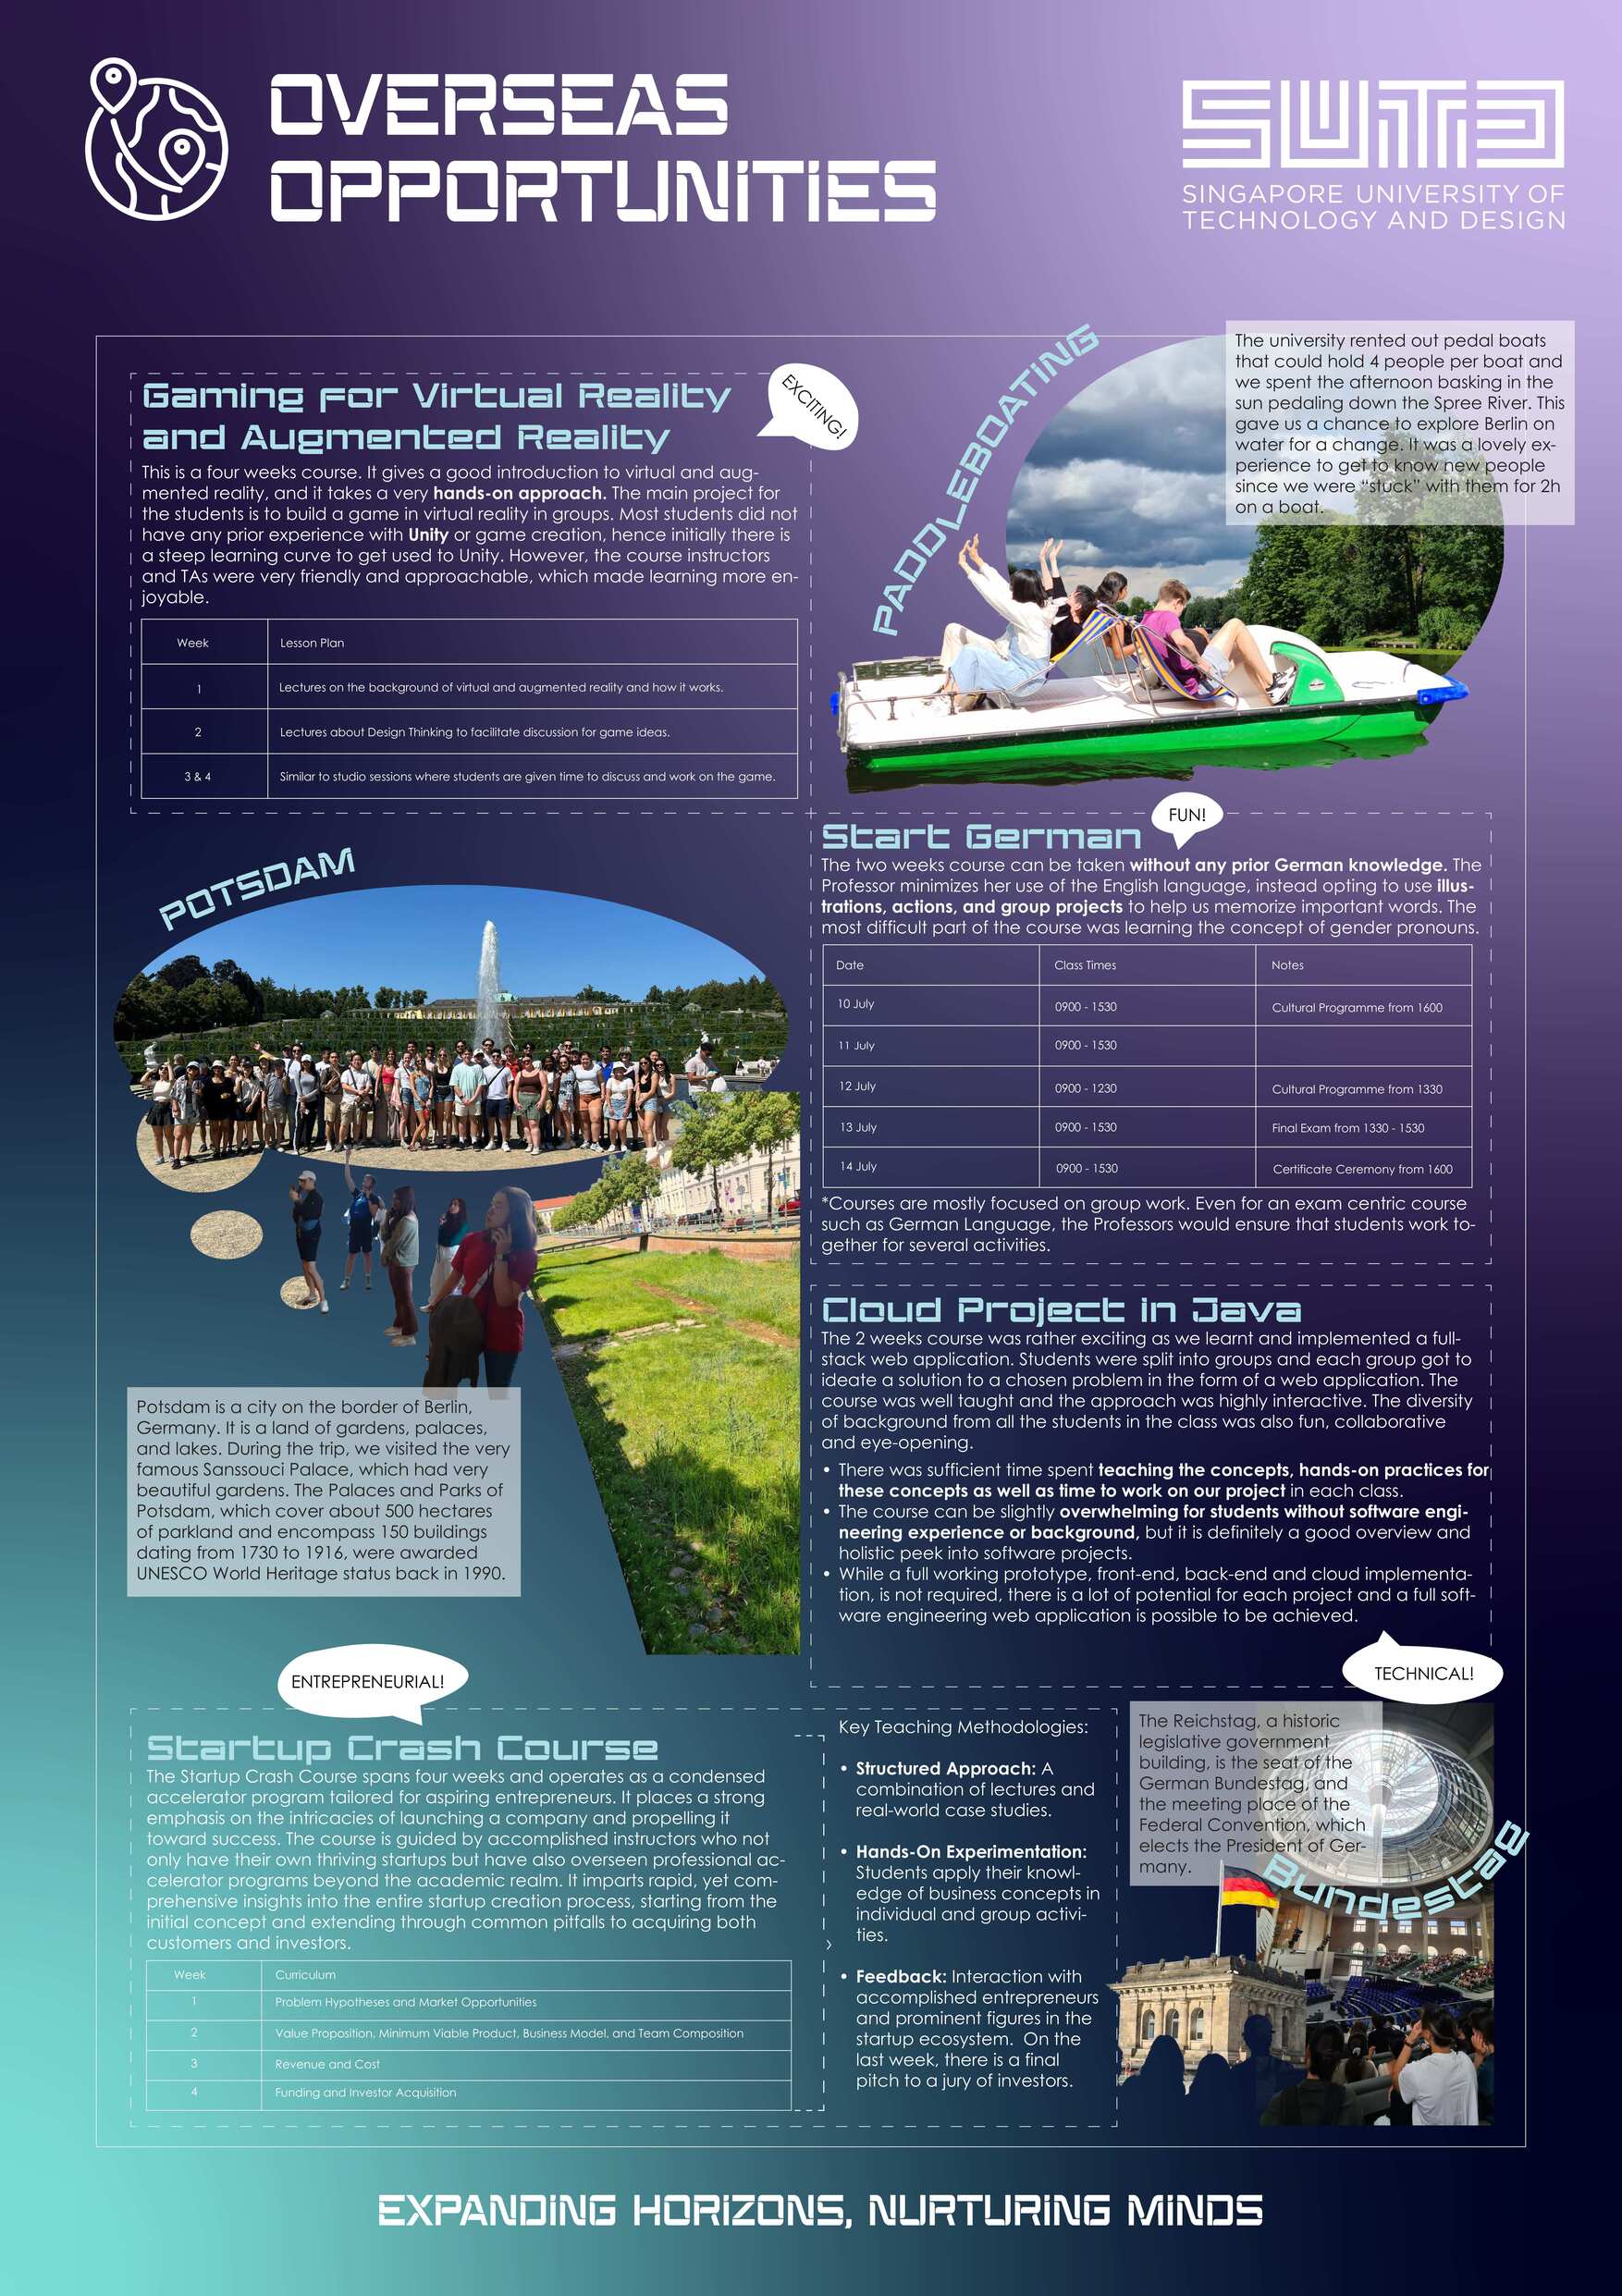 OVERSEAS
OPPORTUNITIES
SUTD
SINGAPORE UNIVERSITY OF
TECHNOLOGY AND DESIGN
Gaming for Virtual Reality
and Augmented Reality
EXCITING!
This is a four weeks course. It gives a good introduction to virtual and aug-
mented reality, and it takes a very hands-on approach. The main project for
the students is to build a game in virtual reality in groups. Most students did not
have any prior experience with Unity or game creation, hence initially there is
a steep learning curve to get used to Unity. However, the course instructors
and TAs were very friendly and approachable, which made learning more en-
joyable.
Week Lesson Plan
1 Lectures on the background of virtual and augmented reality and how it works.
2 Lectures about Design Thinking to facilitate discussion for game ideas.
3 & 4 Similar to studio sessions where students are given time to discuss and work on the game.
PADDLEBOATING
The university rented out pedal boats
that could hold 4 people per boat and
we spent the afternoon basking in the
sun pedaling down the Spree River. This
gave us a chance to explore Berlin on
water for a change. It was a lovely ex-
perience to get to know new people
since we were “stuck” with them for 2h
on a boat.
FUN!
Start German
The two weeks course can be taken without any prior German knowledge. The
Professor minimizes her use of the English language, instead opting to use illus-
trations, actions, and group projects to help us memorize important words. The
most difficult part of the course was learning the concept of gender pronouns.
Date Class Times Notes
10 July 0900 - 1530 Cultural Programme from 1600
11 July 0900 - 1530
12 July 0900 - 1230 Cultural Programme from 1330
13 July 0900 - 1530 Final Exam from 1330 - 1530
14 July 0900 - 1530 Certificate Ceremony from 1600
*Courses are mostly focused on group work. Even for an exam centric course
such as German Language, the Professors would ensure that students work to-
gether for several activities.
POTSDAM
Potsdam is a city on the border of Berlin,
Germany. It is a land of gardens, palaces,
and lakes. During the trip, we visited the very
famous Sanssouci Palace, which had very
beautiful gardens. The Palaces and Parks of
Potsdam, which cover about 500 hectares
of parkland and encompass 150 buildings
dating from 1730 to 1916, were awarded
UNESCO World Heritage status back in 1990.
Cloud Project in Java
The 2 weeks course was rather exciting as we learnt and implemented a full-
stack web application. Students were split into groups and each group got to
ideate a solution to a chosen problem in the form of a web application. The
course was well taught and the approach was highly interactive. The diversity
of background from all the students in the class was also fun, collaborative
and eye-opening.
• There was sufficient time spent teaching the concepts, hands-on practices for
these concepts as well as time to work on our project in each class.
• The course can be slightly overwhelming for students without software engi-
neering experience or background, but it is definitely a good overview and
holistic peek into software projects.
• While a full working prototype, front-end, back-end and cloud implementa-
tion, is not required, there is a lot of potential for each project and a full soft-
ware engineering web application is possible to be achieved.
TECHNICAL!
ENTREPRENEURIAL!
Startup Crash Course
The Startup Crash Course spans four weeks and operates as a condensed
accelerator program tailored for aspiring entrepreneurs. It places a strong
emphasis on the intricacies of launching a company and propelling it
toward success. The course is guided by accomplished instructors who not
only have their own thriving startups but have also overseen professional ac-
celerator programs beyond the academic realm. It imparts rapid, yet com-
prehensive insights into the entire startup creation process, starting from the
initial concept and extending through common pitfalls to acquiring both
customers and investors.
Week Curriculum
1 Problem Hypotheses and Market Opportunities
2 Value Proposition, Minimum Viable Product, Business Model, and Team Composition
3 Revenue and Cost
4 Funding and Investor Acquisition
Key Teaching Methodologies:
• Structured Approach: A
combination of lectures and
real-world case studies.
• Hands-On Experimentation:
Students apply their knowl-
edge of business concepts in
individual and group activi-
ties.
• Feedback: Interaction with
accomplished entrepreneurs
and prominent figures in the
startup ecosystem. On the
last week, there is a final
pitch to a jury of investors.
The Reichstag, a historic
legislative government
building, is the seat of the
German Bundestag, and
the meeting place of the
Federal Convention, which
elects the President of Ger-
many.
Bundestag
EXPANDING HORIZONS, NURTURING MINDS